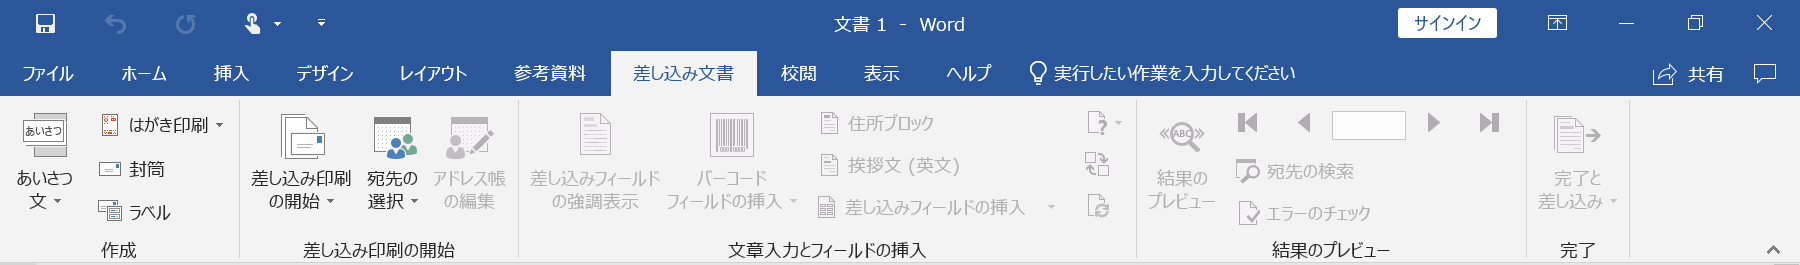 文書 1 - Word
サインイン
ファイル ホーム 挿入 デザイン レイアウト 参考資料 差し込み文書 校閲 表示 ヘルプ 実行したい作業を入力してください 共有
あいさつ
あいさつ
文
はがき印刷
封筒
ラベル
作成
差し込み印刷
の開始
宛先の
選択
アドレス帳
の編集
差し込み印刷の開始
差し込みフィールド
の強調表示
バーコード
フィールドの挿入
住所ブロック
挨拶文 (英文)
差し込みフィールドの挿入
文章入力とフィールドの挿入
ABC
結果の
プレビュー
宛先の検索
エラーのチェック
結果のプレビュー
完了と
差し込み
完了